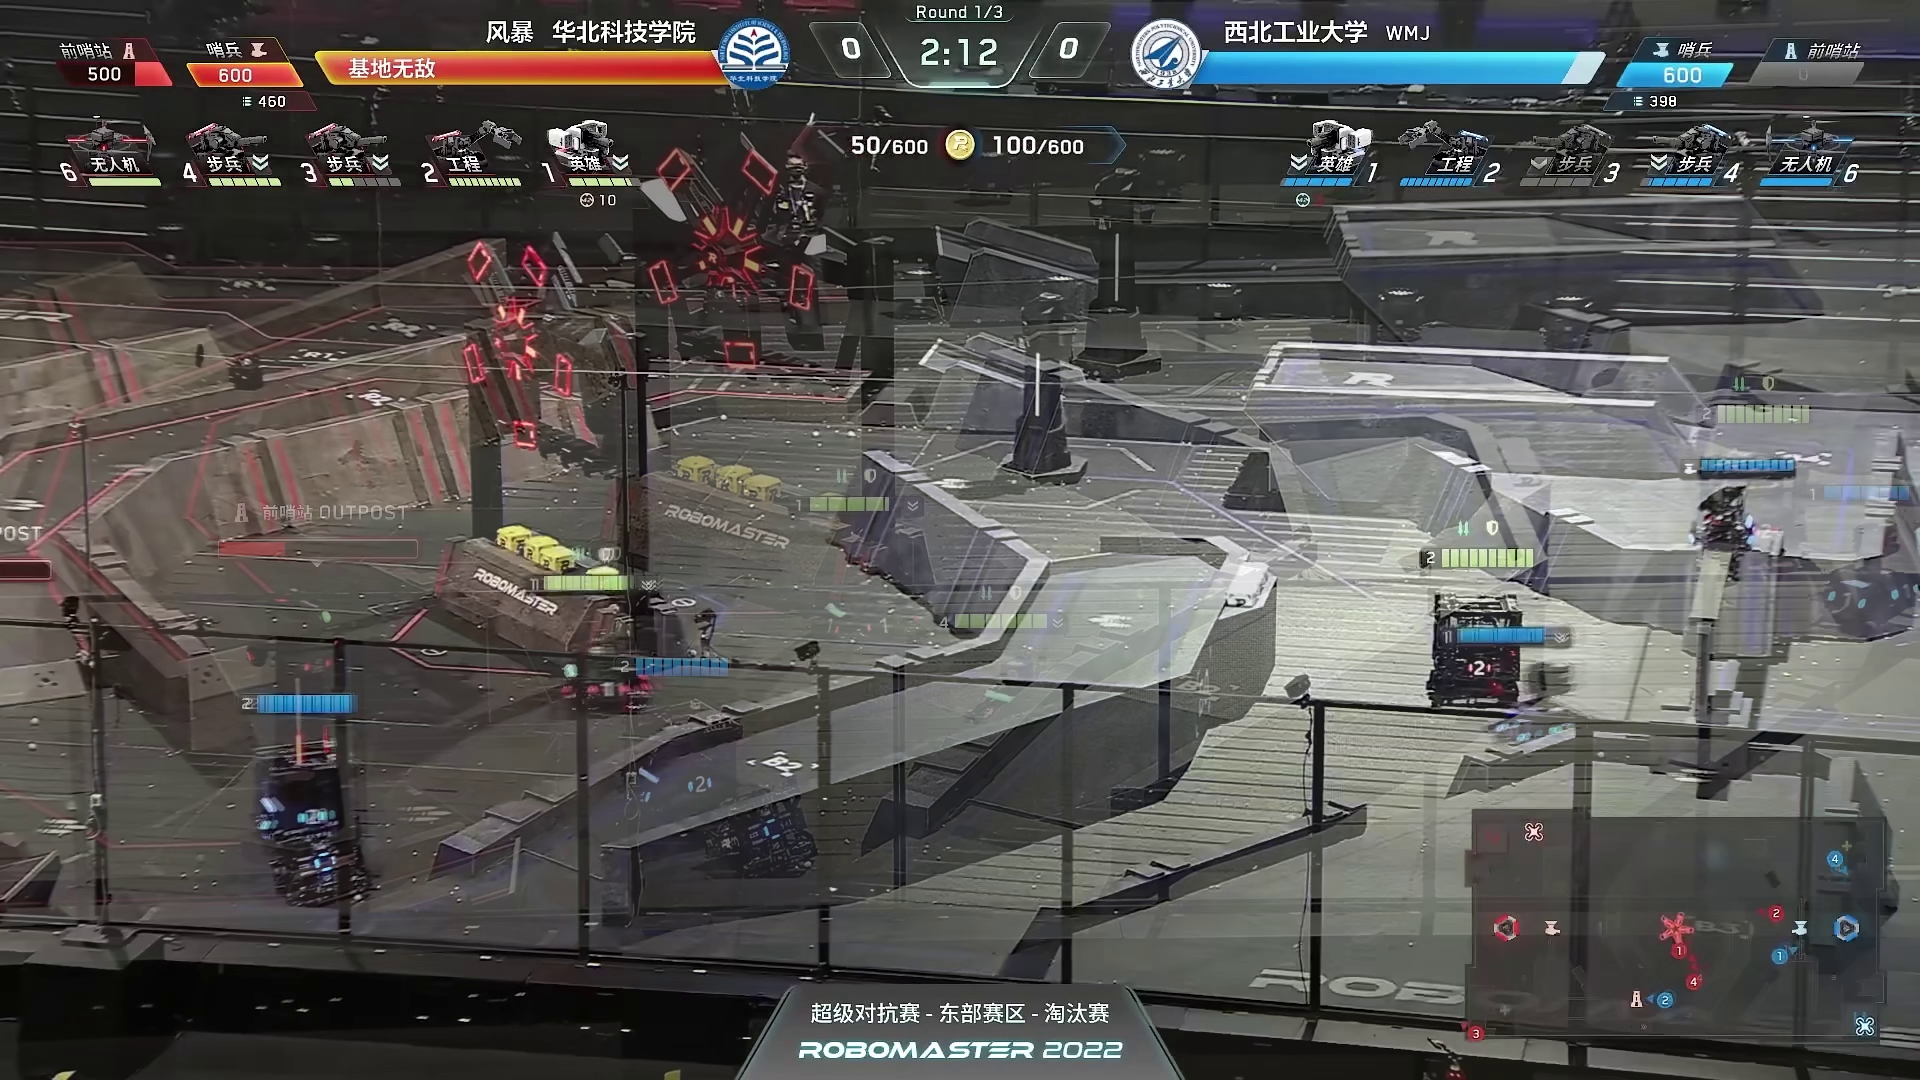 Round 1/3
风暴 华北科技学院
0
2:12
0
西北工业大学 WMJ
前哨站
500
哨兵
600
460
基地无敌
哨兵
600
398
前哨站
0
6 无人机
4 步兵
3 步兵
2 工程
1 英雄
10
50/600
100/600
英雄 1
工程 2
步兵 3
步兵 4
无人机 6
前哨站 OUTPOST
ROBOMASTER
ROBOMASTER
B2
2
超级对抗赛 - 东部赛区 - 淘汰赛
ROBOMASTER 2022